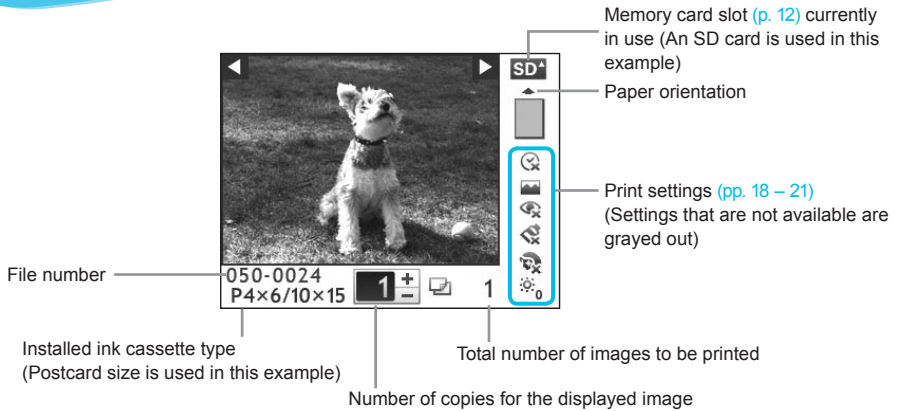 Memory card slot (p. 12) currently
in use (An SD card is used in this
example)
SD
Paper orientation
Print settings (pp. 18 – 21)
(Settings that are not available are
grayed out)
File number
050-0024
P4×6/10×15
1
+
−
1
0
Installed ink cassette type
(Postcard size is used in this example)
Total number of images to be printed
Number of copies for the displayed image